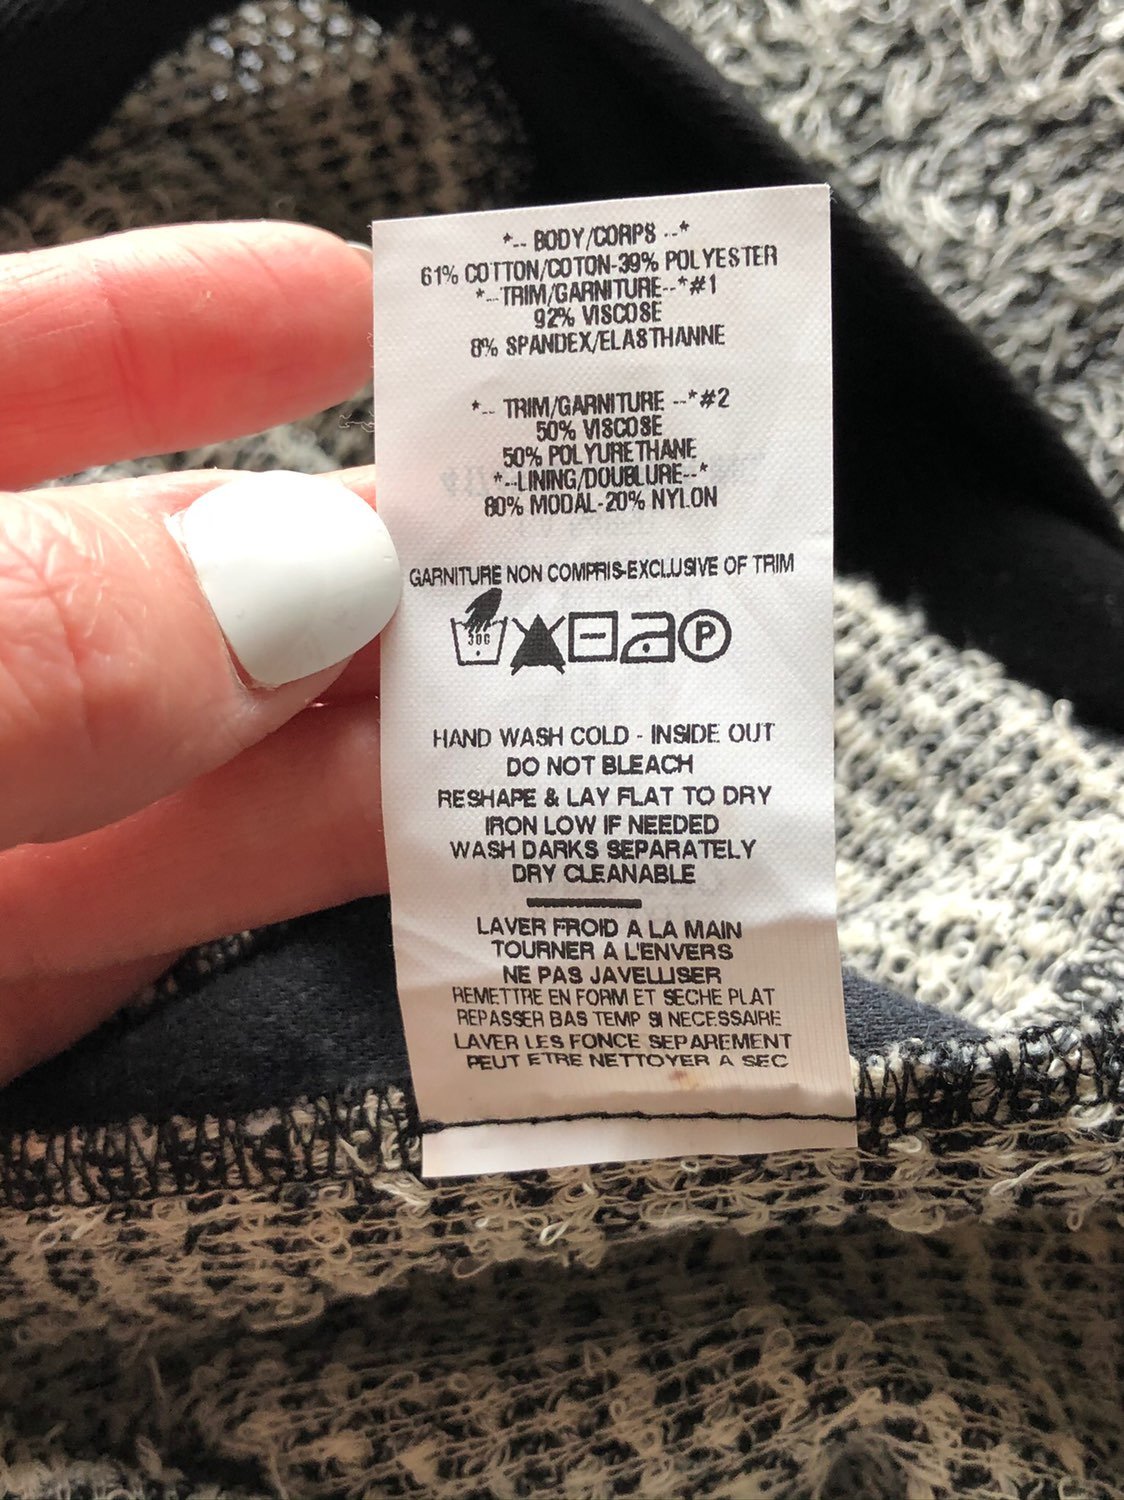 *-- BODY/CORPS --*
61% COTTON/COTON-39% POLYESTER
*--TRIM/GARNITURE--*#1
92% VISCOSE
8% SPANDEX/ELASTHANNE
*-- TRIM/GARNITURE --*#2
50% VISCOSE
50% POLYURETHANE
*--LINING/DOUBLURE--*
80% MODAL-20% NYLON
GARNITURE NON COMPRIS-EXCLUSIVE OF TRIM
30C
P
HAND WASH COLD - INSIDE OUT
DO NOT BLEACH
RESHAPE & LAY FLAT TO DRY
IRON LOW IF NEEDED
WASH DARKS SEPARATELY
DRY CLEANABLE
LAVER FROID A LA MAIN
TOURNER A L'ENVERS
NE PAS JAVELLISER
REMETTRE EN FORM ET SECHE PLAT
REPASSER BAS TEMP SI NECESSAIRE
LAVER LES FONCE SEPAREMENT
PEUT ETRE NETTOYER A SEC